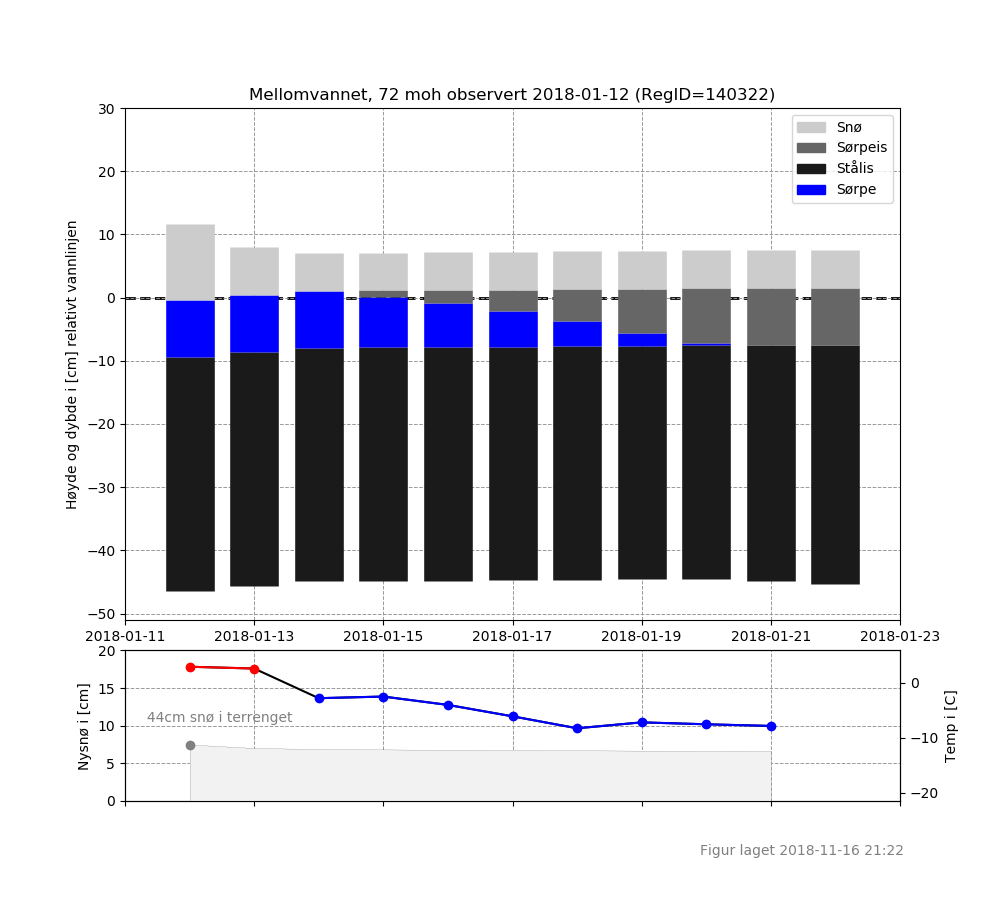 Mellomvannet, 72 moh observert 2018-01-12 (RegID=140322)
Høyde og dybde i [cm] relativt vannlinjen
30
20
10
0
−10
−20
−30
−40
−50
Snø
Sørpeis
Stålis
Sørpe
2018-01-11 2018-01-13 2018-01-15 2018-01-17 2018-01-19 2018-01-21 2018-01-23
Nysnø i [cm]
20
15
10
5
0
44cm snø i terrenget
0
−10
−20
Temp i [C]
Figur laget 2018-11-16 21:22